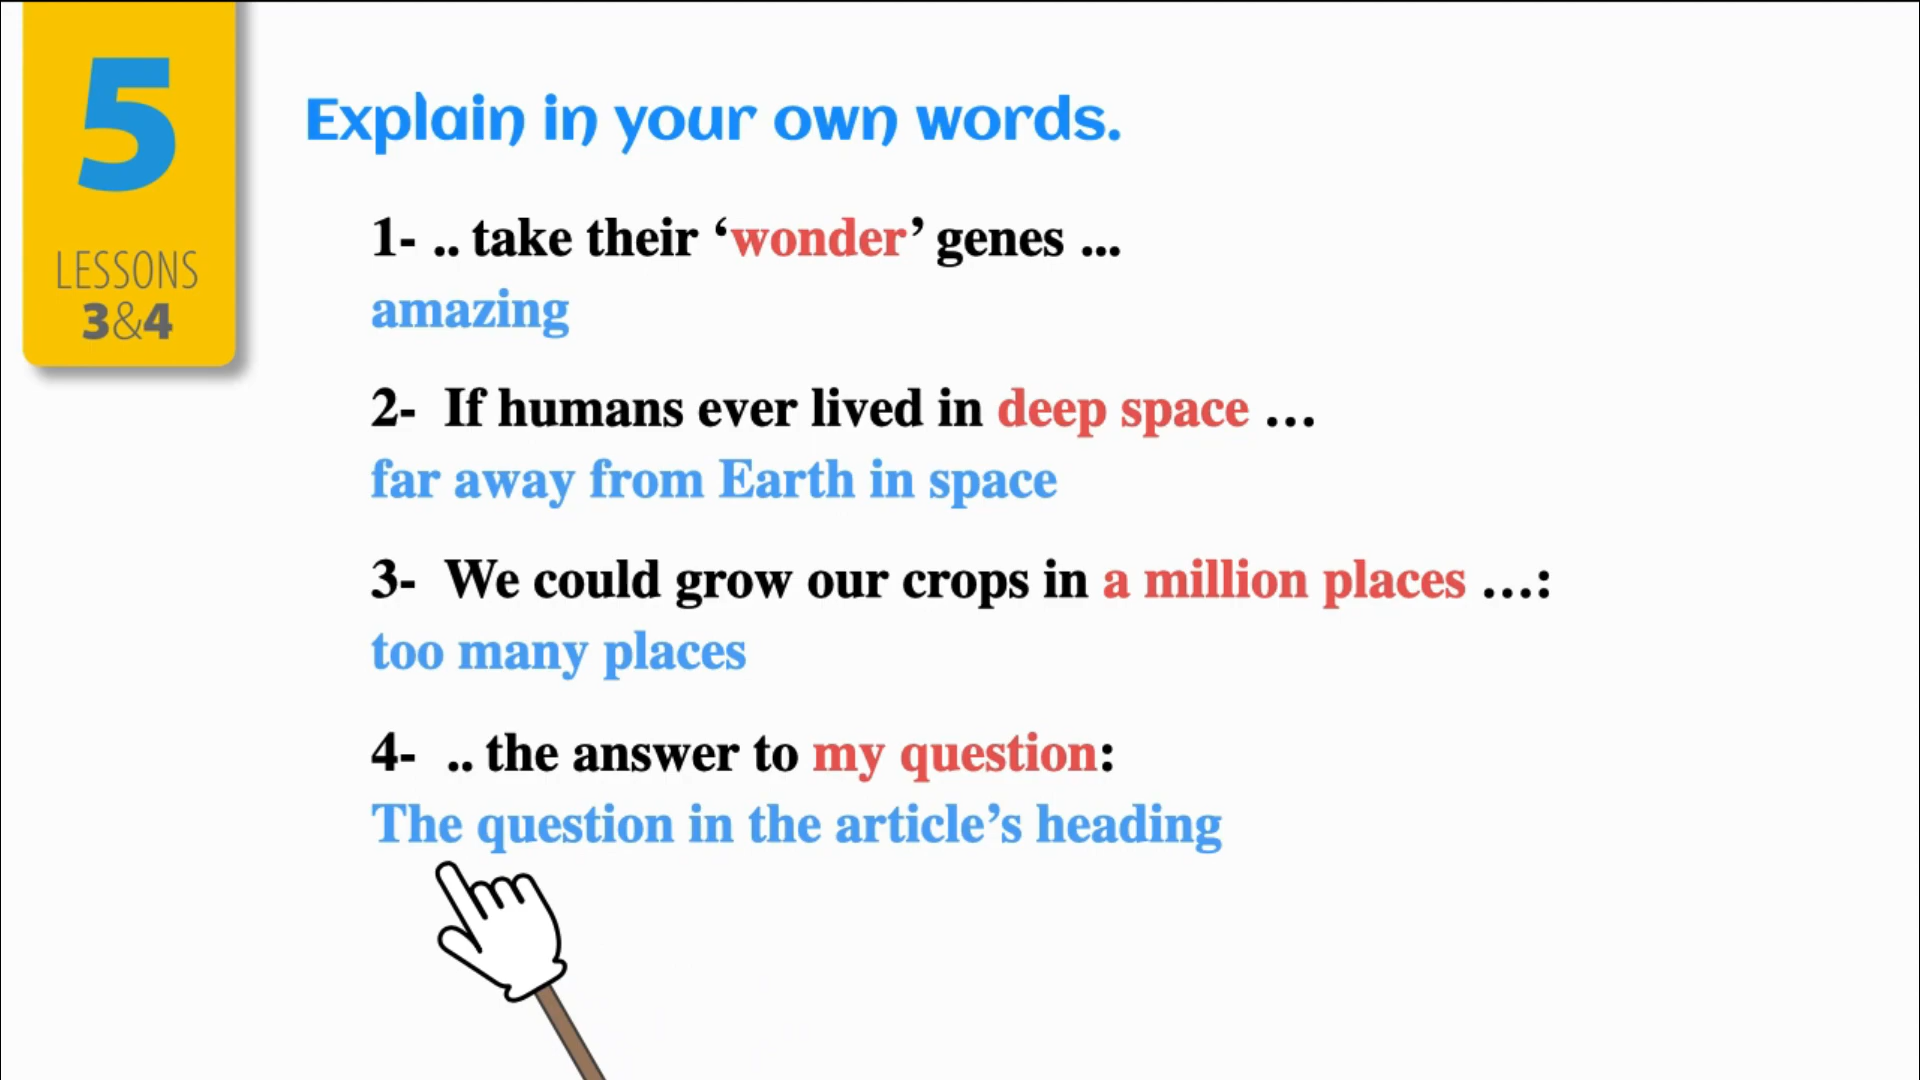 5
LESSONS
3&4
Explain in your own words.
1- .. take their ‘wonder’ genes ...
amazing
2- If humans ever lived in deep space …
far away from Earth in space
3- We could grow our crops in a million places …:
too many places
4- .. the answer to my question:
The question in the article’s heading